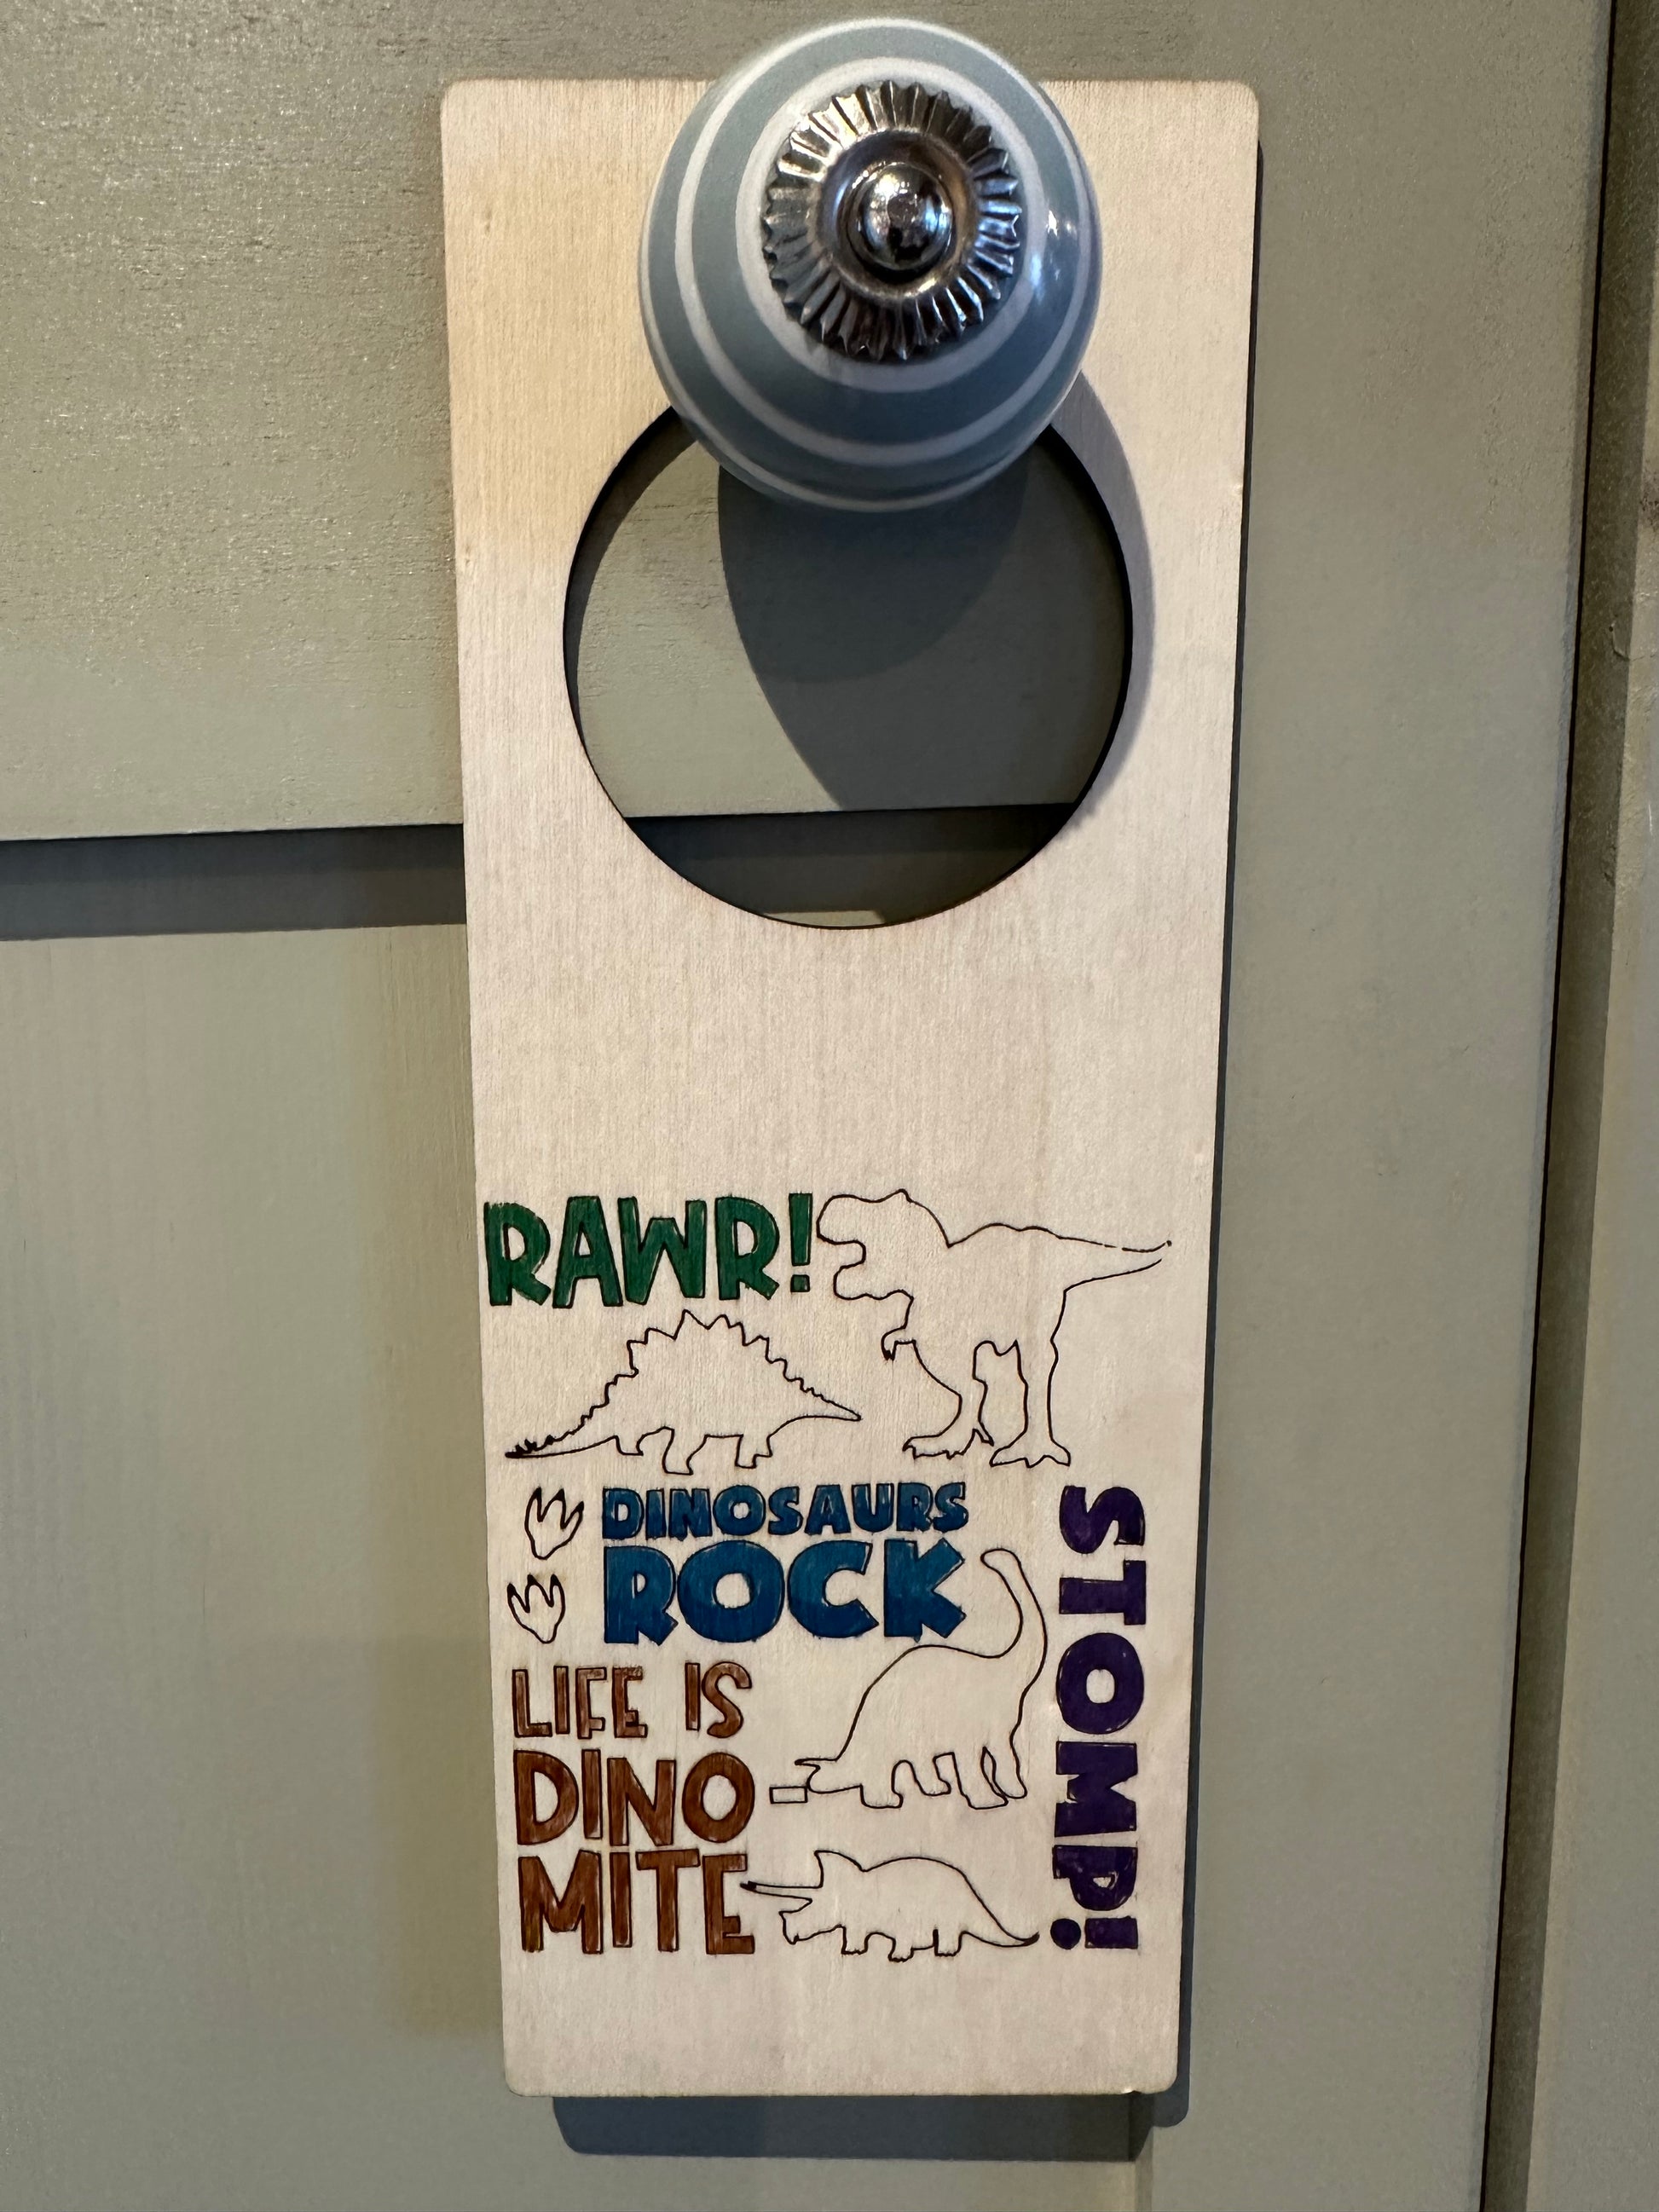 RAWR!
DINOSAURS
ROCK
STOMP!
LIFE IS
DINO
MITE